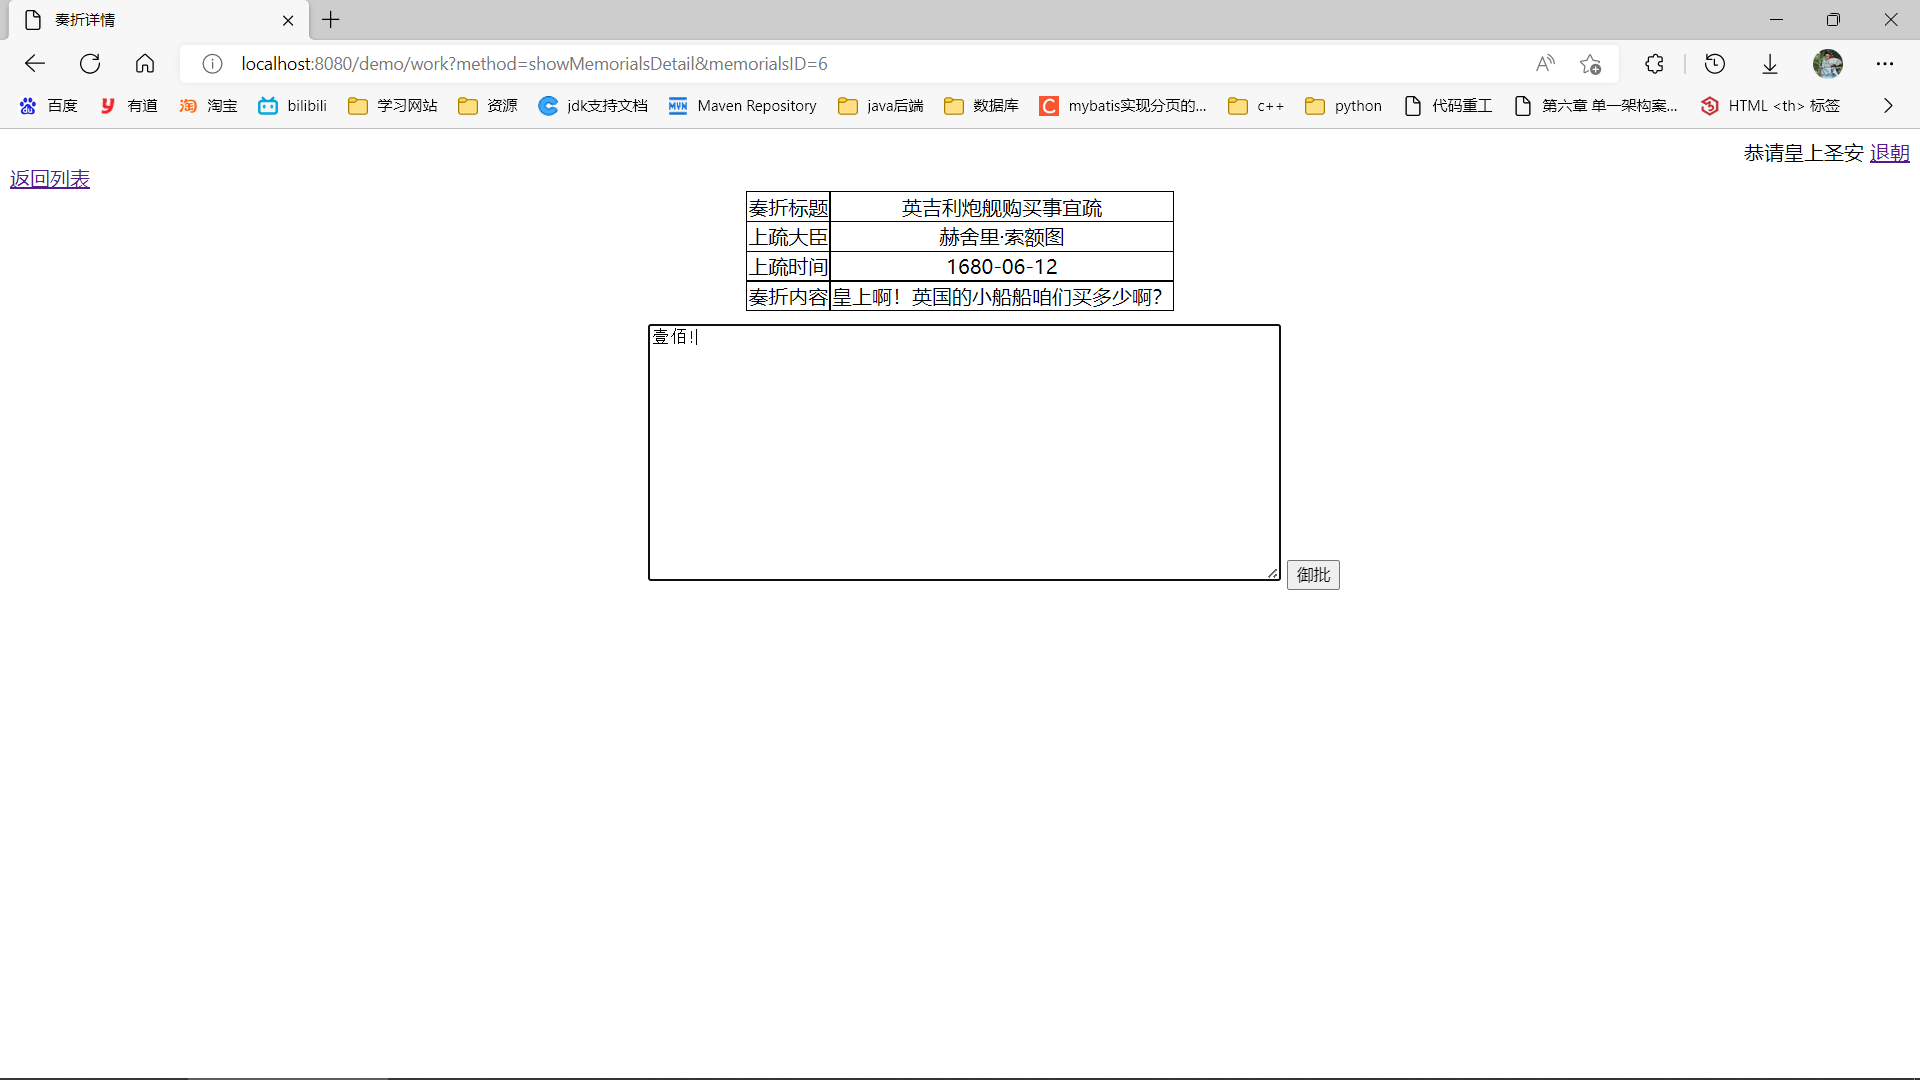 奏折详情
localhost:8080/demo/work?method=showMemorialsDetail&memorialsID=6
百度 有道 淘宝 bilibili 学习网站 资源 jdk支持文档 Maven Repository java后端 数据库 mybatis实现分页的... c++ python 代码重工 第六章 单一架构案... HTML <th> 标签
恭请皇上圣安 退朝
返回列表
奏折标题 英吉利炮舰购买事宜疏
上疏大臣 赫舍里·索额图
上疏时间 1680-06-12
奏折内容 皇上啊！英国的小船船咱们买多少啊？
壹佰!
御批